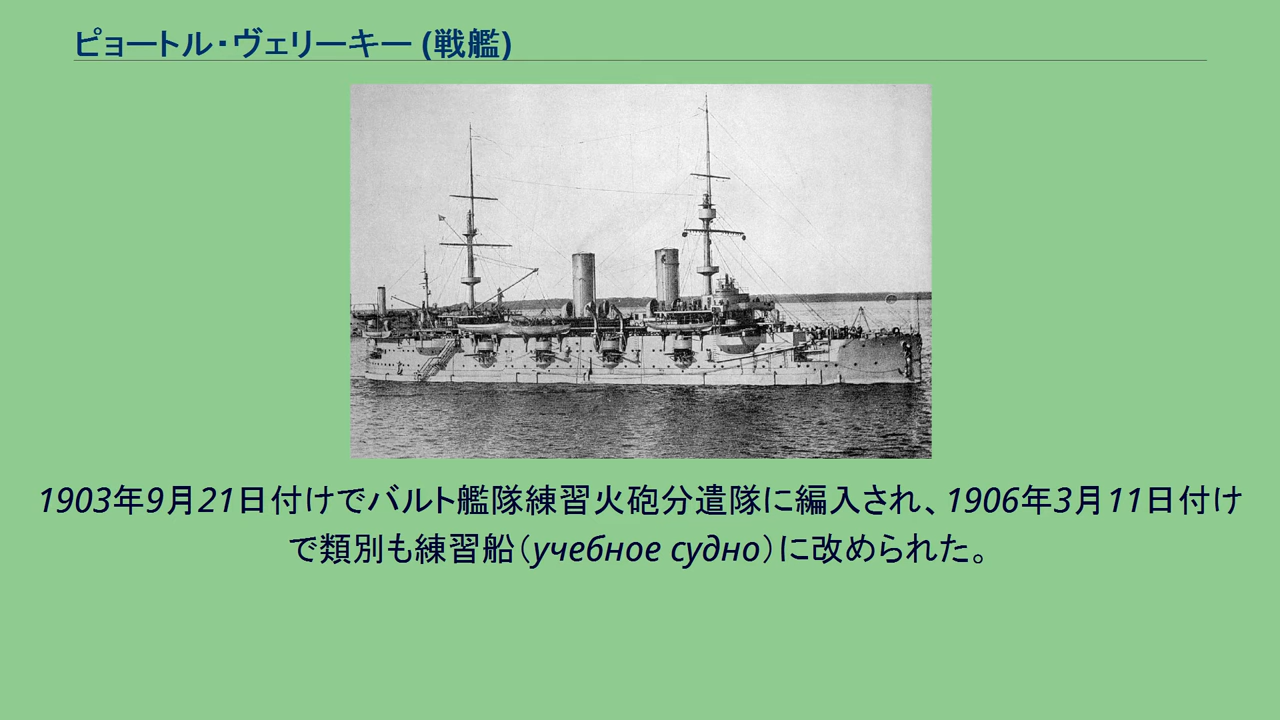 ピョートル・ヴェリーキー (戦艦)
1903年9月21日付けでバルト艦隊練習火砲分遣隊に編入され、1906年3月11日付け
で類別も練習船（учебное судно）に改められた。